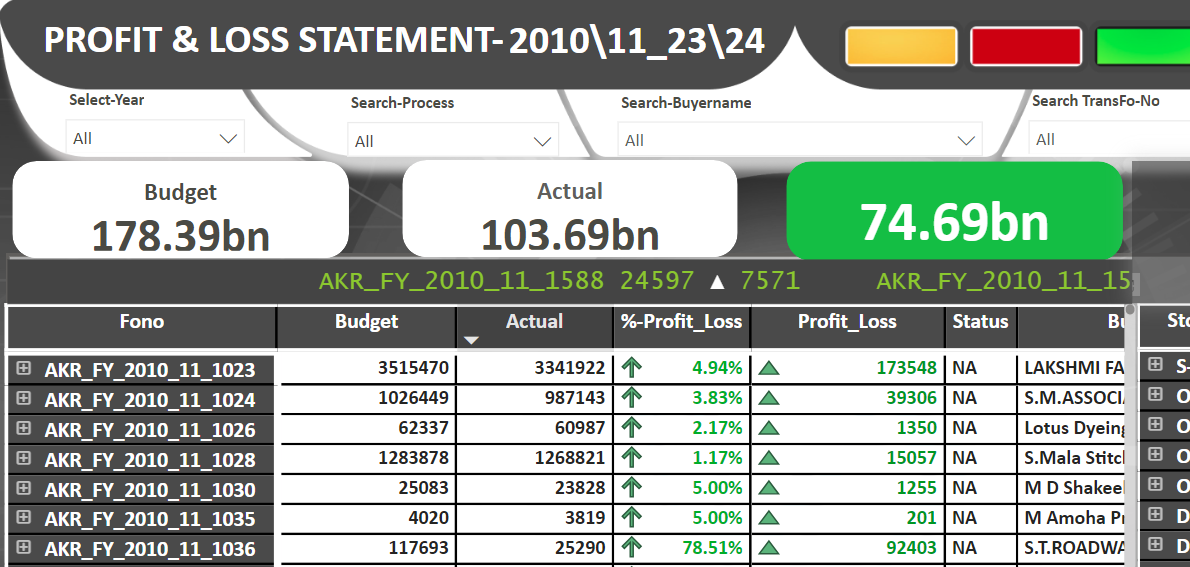 PROFIT & LOSS STATEMENT-2010\11_23\24
Select-Year
Search-Process
Search-Buyername
Search TransFo-No
All
All
All
All
Budget
178.39bn
Actual
103.69bn
74.69bn
AKR_FY_2010_11_1588 24597 ▲ 7571 AKR_FY_2010_11_15
Fono Budget Actual %-Profit_Loss Profit_Loss Status Bu Sto
AKR_FY_2010_11_1023 3515470 3341922 4.94% 173548 NA LAKSHMI FA S-
AKR_FY_2010_11_1024 1026449 987143 3.83% 39306 NA S.M.ASSOCIA O
AKR_FY_2010_11_1026 62337 60987 2.17% 1350 NA Lotus Dyeing O
AKR_FY_2010_11_1028 1283878 1268821 1.17% 15057 NA S.Mala Stitch O
AKR_FY_2010_11_1030 25083 23828 5.00% 1255 NA M D Shakeel O
AKR_FY_2010_11_1035 4020 3819 5.00% 201 NA M Amoha Pr D
AKR_FY_2010_11_1036 117693 25290 78.51% 92403 NA S.T.ROADWA D